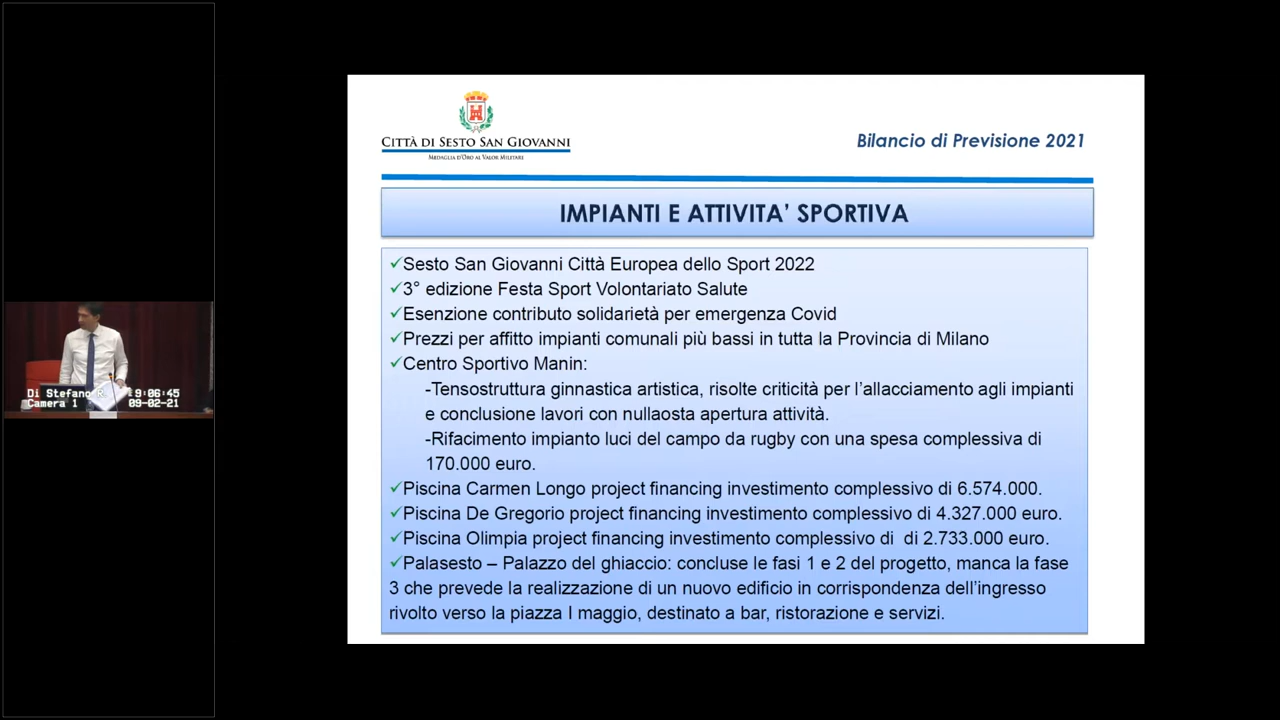 CITTÀ DI SESTO SAN GIOVANNI
MEDAGLIA D'ORO AL VALOR MILITARE
Bilancio di Previsione 2021
IMPIANTI E ATTIVITA' SPORTIVA
✓Sesto San Giovanni Città Europea dello Sport 2022
✓3° edizione Festa Sport Volontariato Salute
✓Esenzione contributo solidarietà per emergenza Covid
✓Prezzi per affitto impianti comunali più bassi in tutta la Provincia di Milano
✓Centro Sportivo Manin:
-Tensostruttura ginnastica artistica, risolte criticità per l'allacciamento agli impianti
e conclusione lavori con nullaosta apertura attività.
-Rifacimento impianto luci del campo da rugby con una spesa complessiva di
170.000 euro.
✓Piscina Carmen Longo project financing investimento complessivo di 6.574.000.
✓Piscina De Gregorio project financing investimento complessivo di 4.327.000 euro.
✓Piscina Olimpia project financing investimento complessivo di di 2.733.000 euro.
✓Palasesto – Palazzo del ghiaccio: concluse le fasi 1 e 2 del progetto, manca la fase
3 che prevede la realizzazione di un nuovo edificio in corrispondenza dell'ingresso
rivolto verso la piazza I maggio, destinato a bar, ristorazione e servizi.
Di Stefano 9:06:45
Camera 1 09-02-21